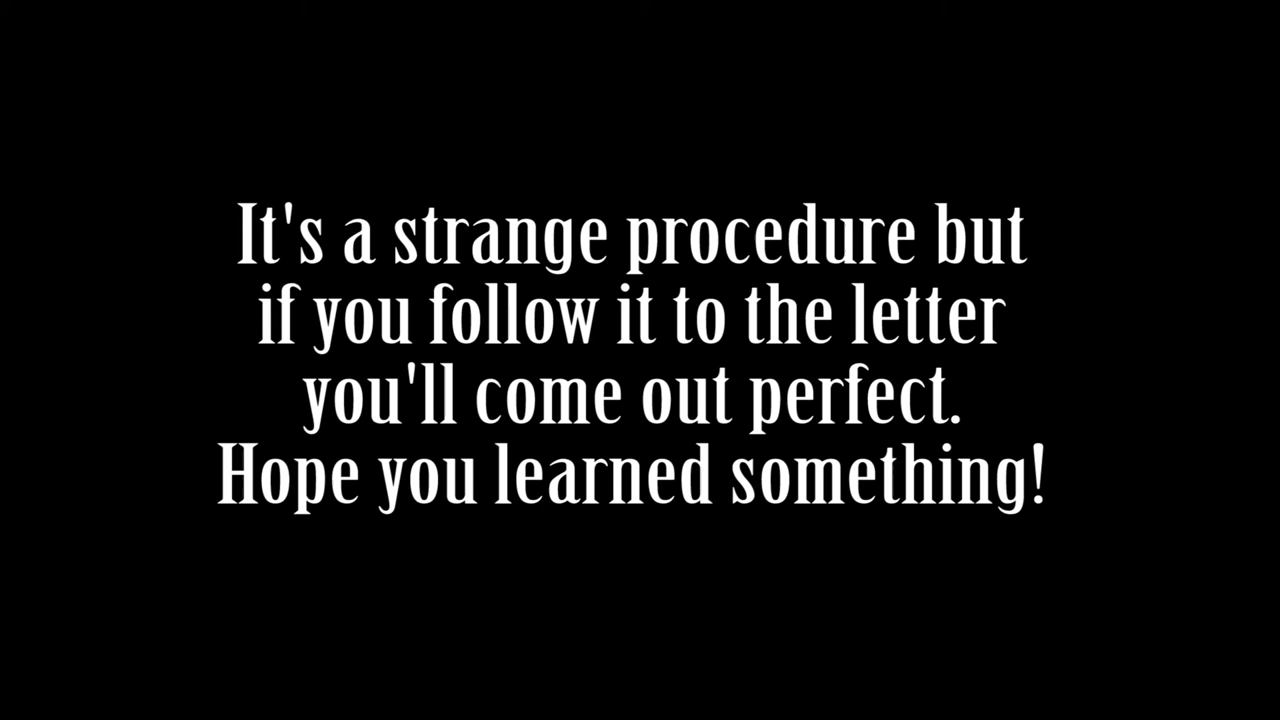 It's a strange procedure but
if you follow it to the letter
you'll come out perfect.
Hope you learned something!